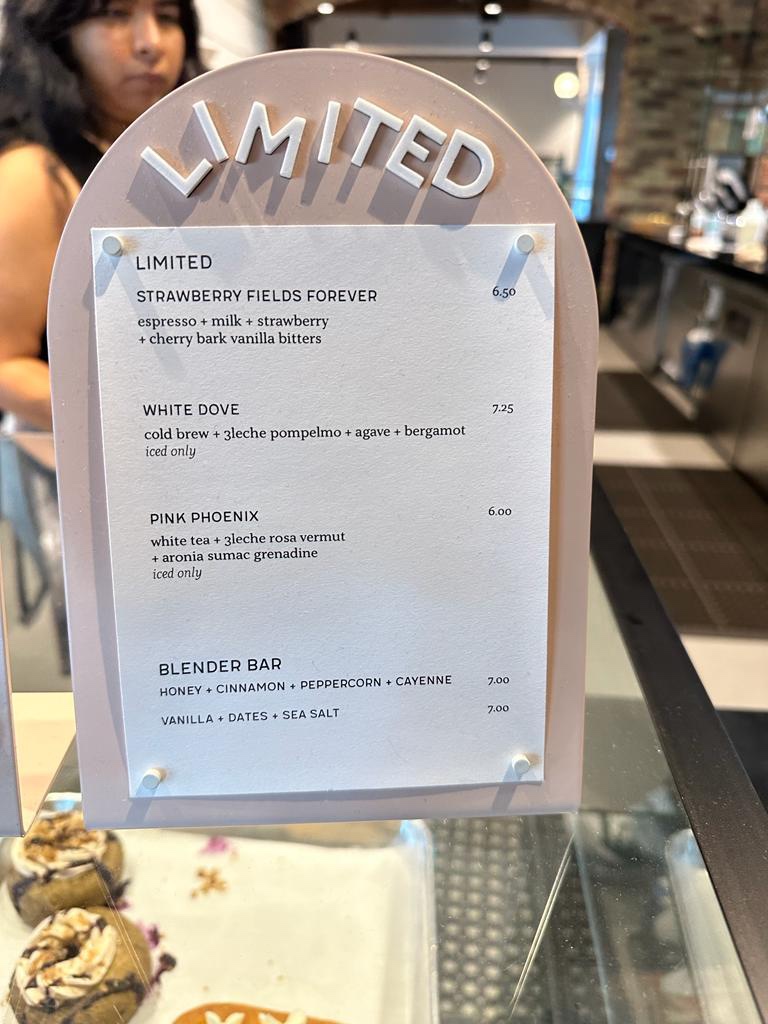 LIMITED
LIMITED
STRAWBERRY FIELDS FOREVER 6.50
espresso + milk + strawberry
+ cherry bark vanilla bitters
WHITE DOVE 7.25
cold brew + 3leche pompelmo + agave + bergamot
iced only
PINK PHOENIX 6.00
white tea + 3leche rosa vermut
+ aronia sumac grenadine
iced only
BLENDER BAR
HONEY + CINNAMON + PEPPERCORN + CAYENNE 7.00
VANILLA + DATES + SEA SALT 7.00